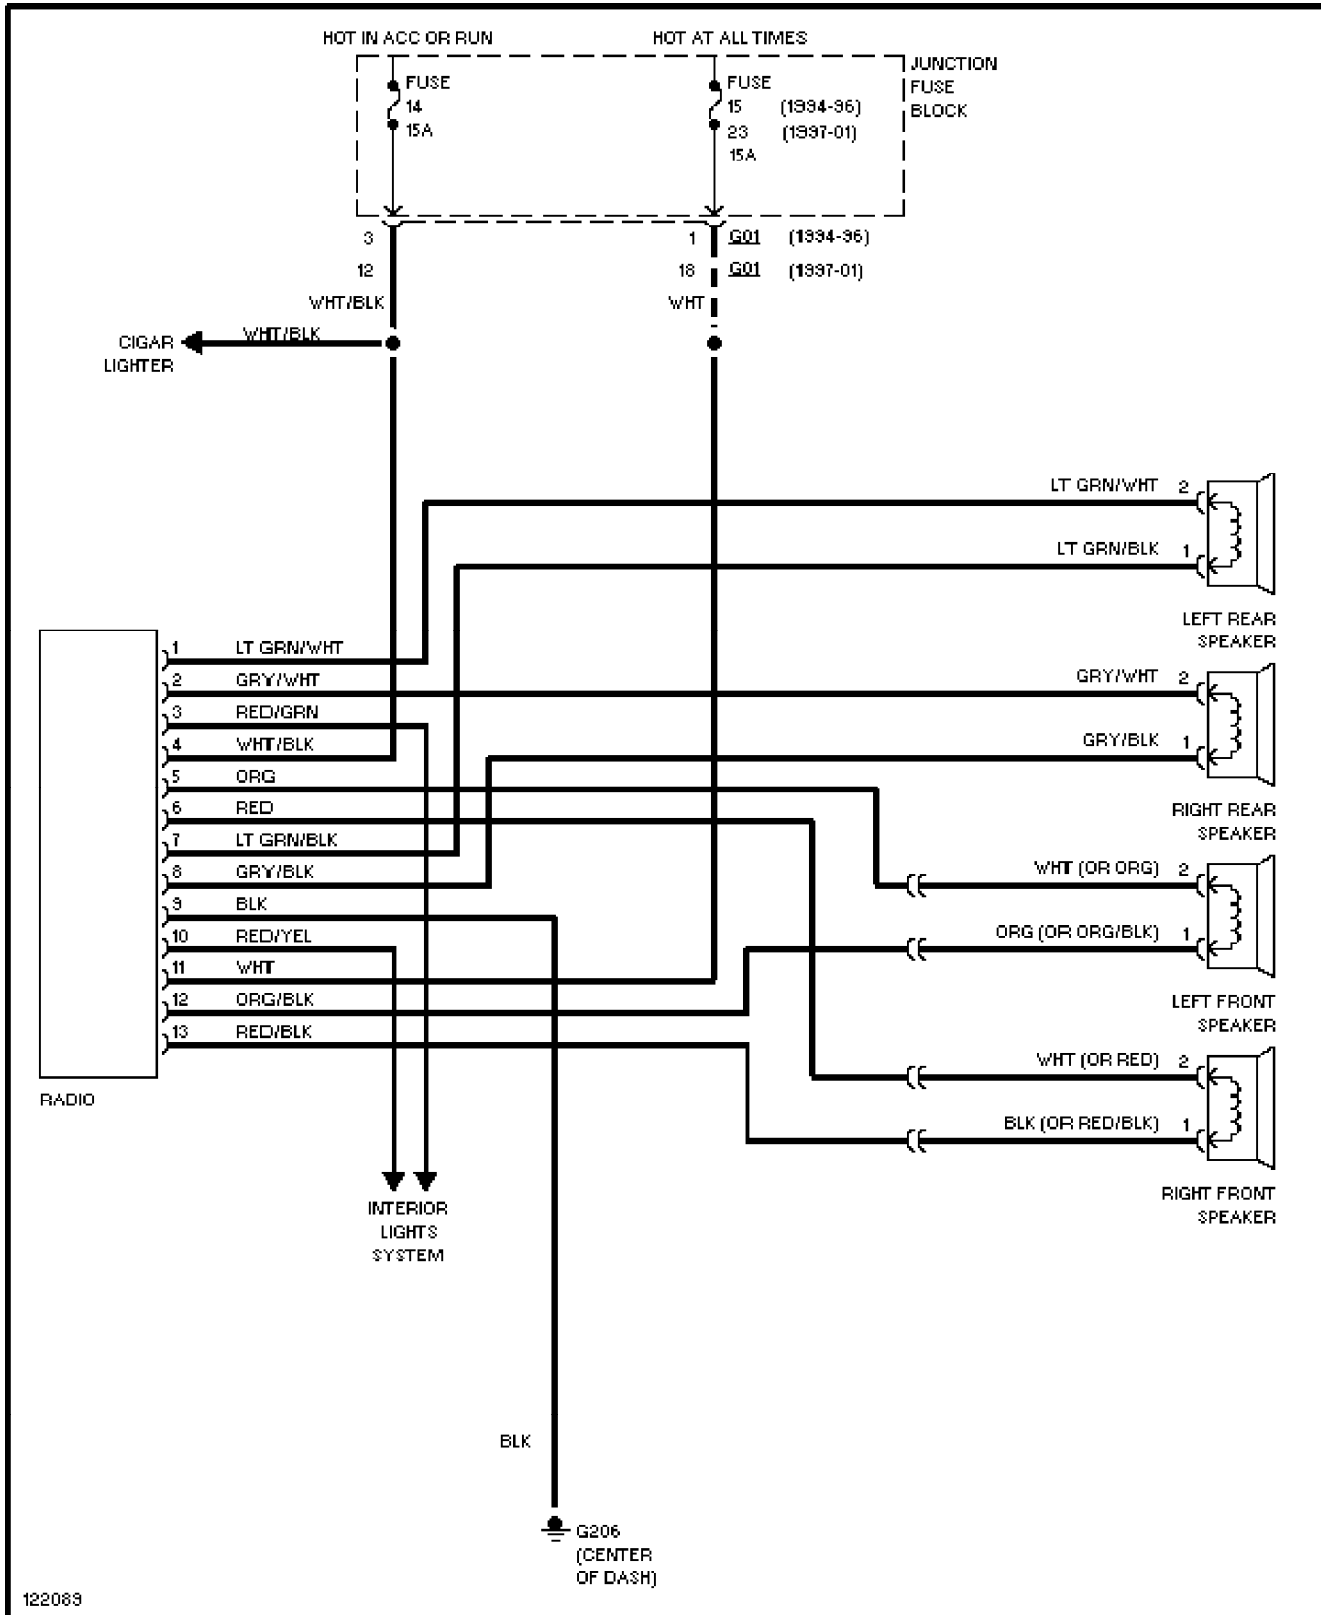 HOT IN ACC OR RUN
HOT AT ALL TIMES
JUNCTION
FUSE
BLOCK
FUSE
14
15A
FUSE
15 (1994-96)
23 (1997-01)
15A
3
12
WHT/BLK
1 G01 (1994-96)
18 G01 (1997-01)
WHT
CIGAR
LIGHTER
WHT/BLK
LT GRN/WHT 2
LT GRN/BLK 1
LEFT REAR
SPEAKER
GRY/WHT 2
GRY/BLK 1
RIGHT REAR
SPEAKER
WHT (OR ORG) 2
ORG (OR ORG/BLK) 1
LEFT FRONT
SPEAKER
WHT (OR RED) 2
BLK (OR RED/BLK) 1
RIGHT FRONT
SPEAKER
1 LT GRN/WHT
2 GRY/WHT
3 RED/GRN
4 WHT/BLK
5 ORG
6 RED
7 LT GRN/BLK
8 GRY/BLK
9 BLK
10 RED/YEL
11 WHT
12 ORG/BLK
13 RED/BLK
RADIO
INTERIOR
LIGHTS
SYSTEM
BLK
G206
(CENTER
OF DASH)
122089